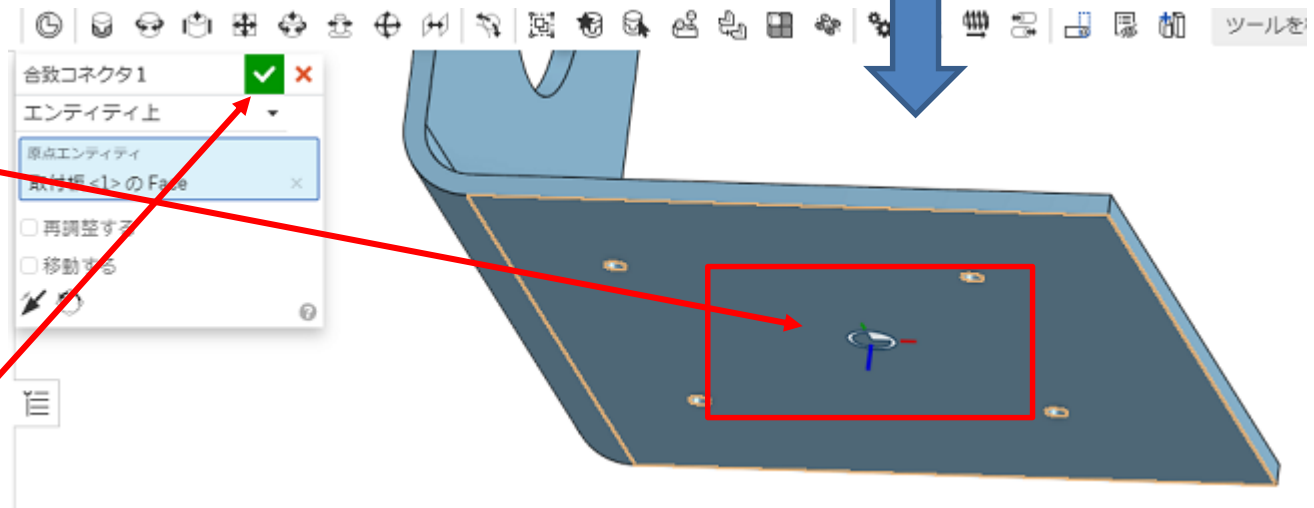 ツールを
合致コネクタ1
エンティティ上
原点エンティティ
取付板 <1> の Face
再調整する
移動する